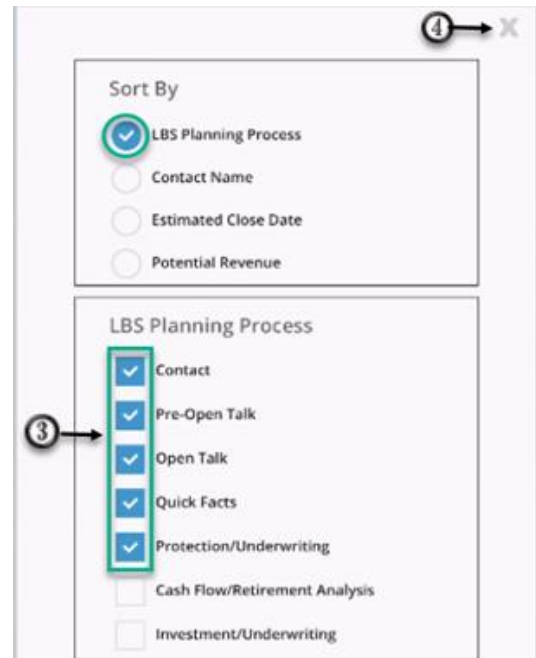 4
X
Sort By
LBS Planning Process
Contact Name
Estimated Close Date
Potential Revenue
LBS Planning Process
Contact
Pre-Open Talk
3
Open Talk
Quick Facts
Protection/Underwriting
Cash Flow/Retirement Analysis
Investment/Underwriting